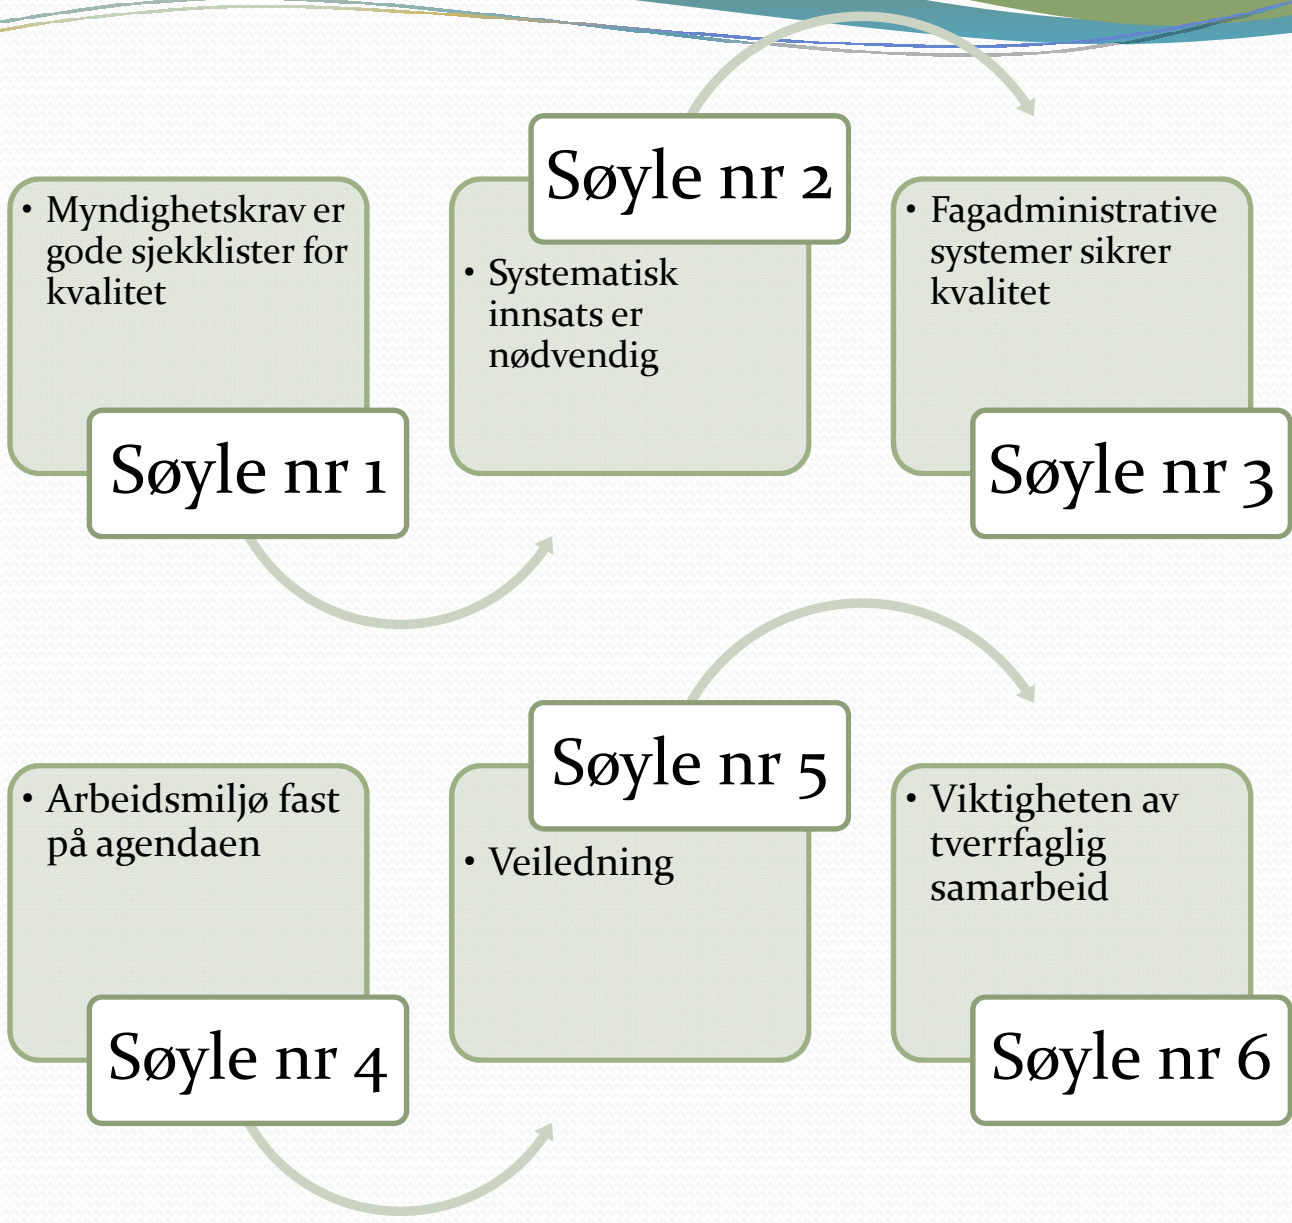 • Myndighetskrav er
gode sjekklister for
kvalitet
Søyle nr 1
Søyle nr 2
• Systematisk
innsats er
nødvendig
• Fagadministrative
systemer sikrer
kvalitet
Søyle nr 3
• Arbeidsmiljø fast
på agendaen
Søyle nr 4
Søyle nr 5
• Veiledning
• Viktigheten av
tverrfaglig
samarbeid
Søyle nr 6